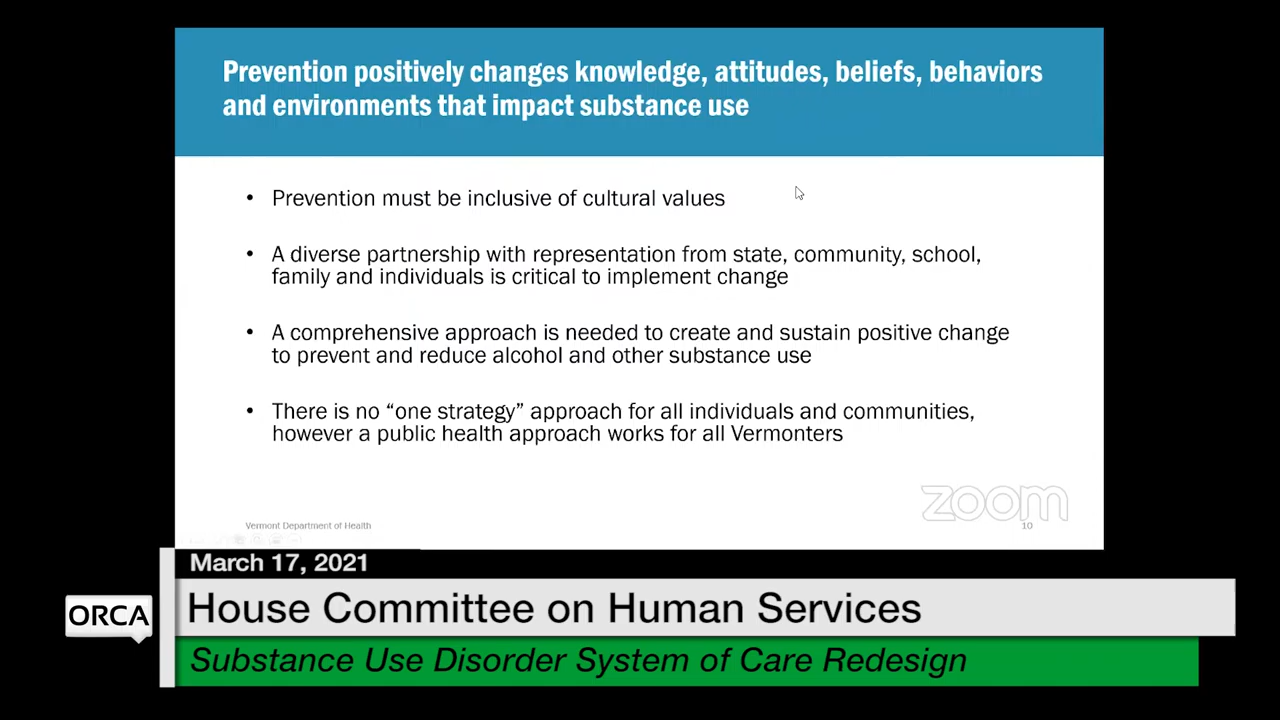 Prevention positively changes knowledge, attitudes, beliefs, behaviors
and environments that impact substance use
• Prevention must be inclusive of cultural values
• A diverse partnership with representation from state, community, school,
family and individuals is critical to implement change
• A comprehensive approach is needed to create and sustain positive change
to prevent and reduce alcohol and other substance use
• There is no “one strategy” approach for all individuals and communities,
however a public health approach works for all Vermonters
zoom
Vermont Department of Health
10
March 17, 2021
ORCA
House Committee on Human Services
Substance Use Disorder System of Care Redesign